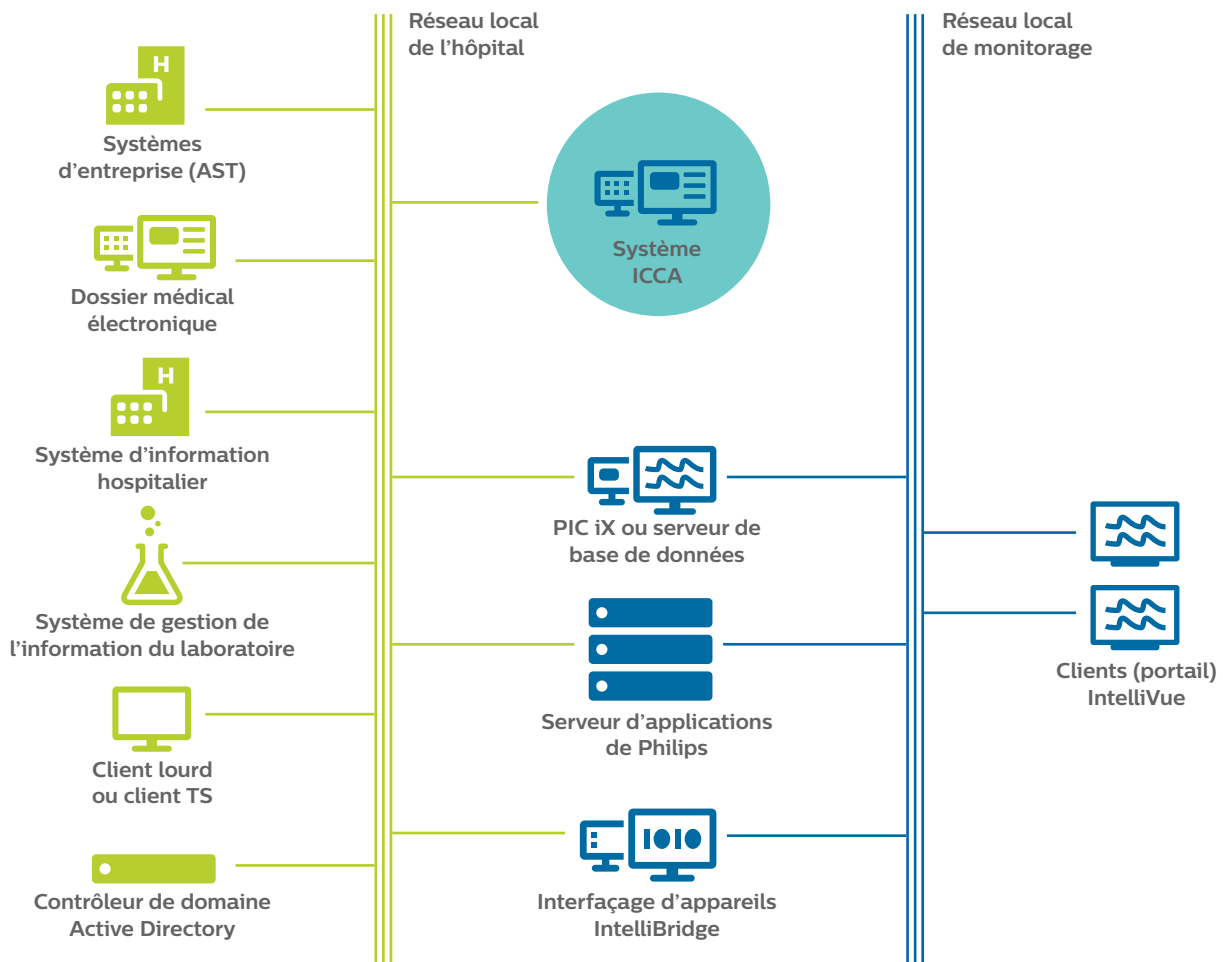 Réseau local
de l’hôpital
Réseau local
de monitorage
H
Systèmes
d’entreprise (AST)
Système
ICCA
Dossier médical
électronique
H
Système d’information
hospitalier
PIC iX ou serveur de
base de données
Système de gestion de
l’information du laboratoire
Clients (portail)
IntelliVue
Serveur d’applications
de Philips
Client lourd
ou client TS
Contrôleur de domaine
Active Directory
Interfaçage d’appareils
IntelliBridge